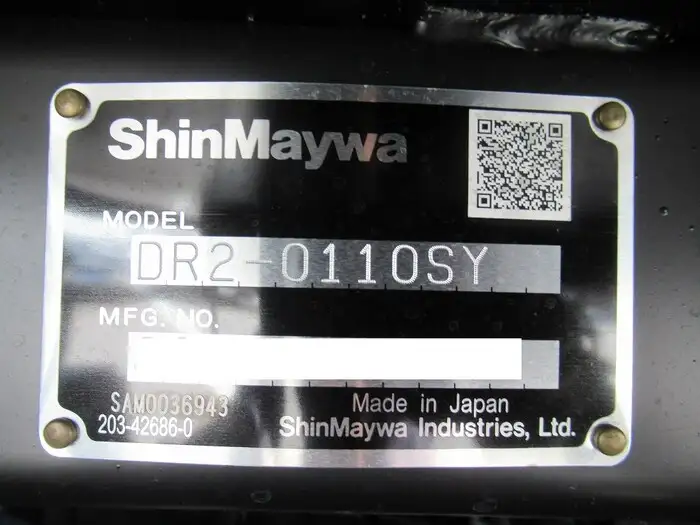 ShinMaywa
MODEL
DR2-0110SY
MFG. NO.
SAM0036943
203-42686-0
Made in Japan
ShinMaywa Industries, Ltd.